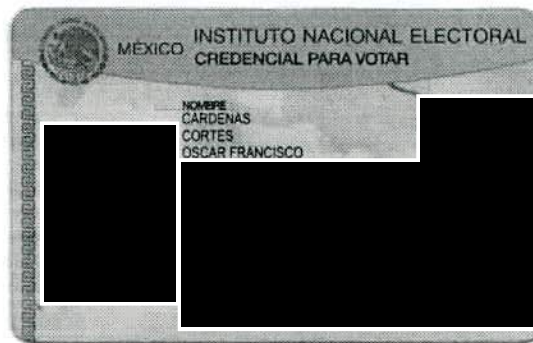 MÉXICO
INSTITUTO NACIONAL ELECTORAL
CREDENCIAL PARA VOTAR
NOMBRE
CARDENAS
CORTES
OSCAR FRANCISCO